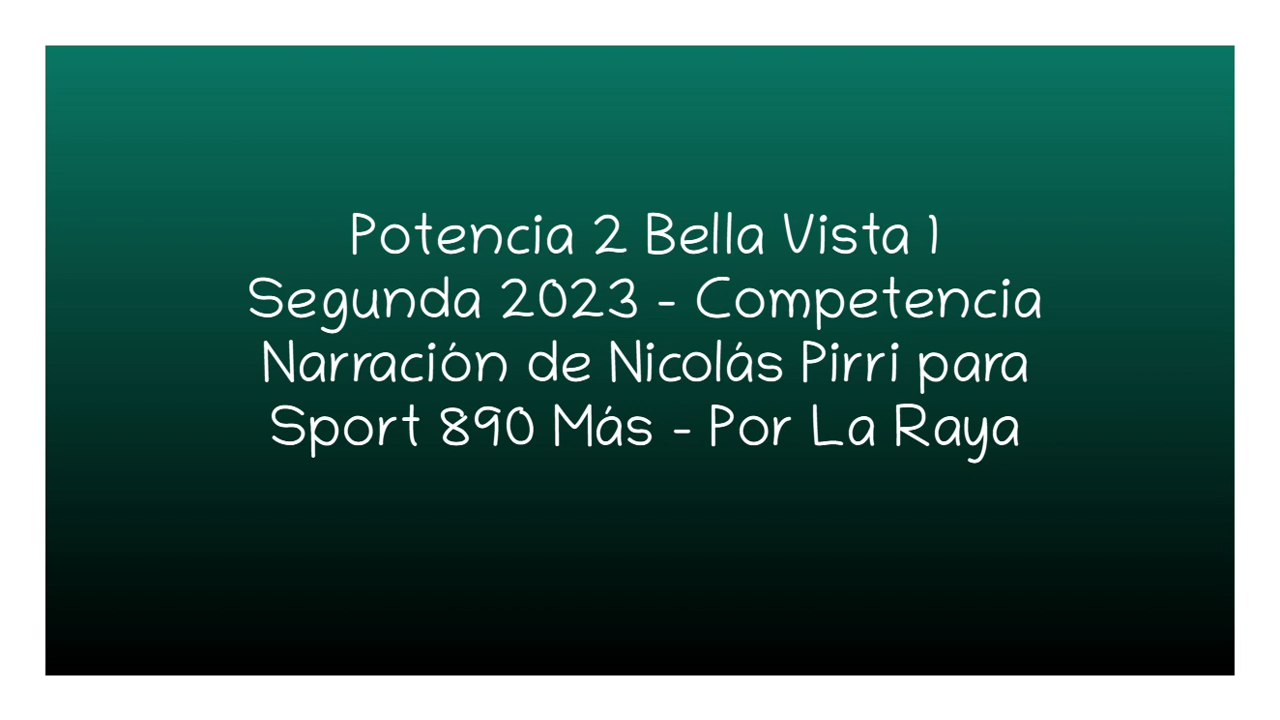 Potencia 2 Bella Vista 1
Segunda 2023 - Competencia
Narración de Nicolás Pirri para
Sport 890 Más - Por La Raya